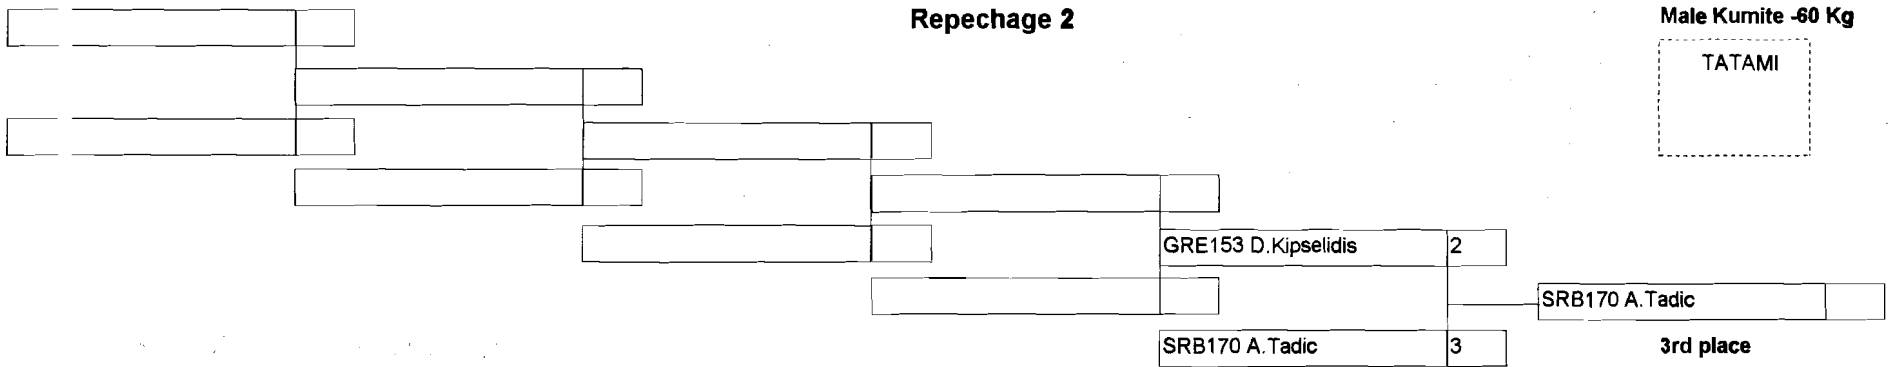 Repechage 2
Male Kumite -60 Kg
TATAMI
GRE153 D.Kipselidis 2
SRB170 A.Tadic
SRB170 A.Tadic 3
3rd place